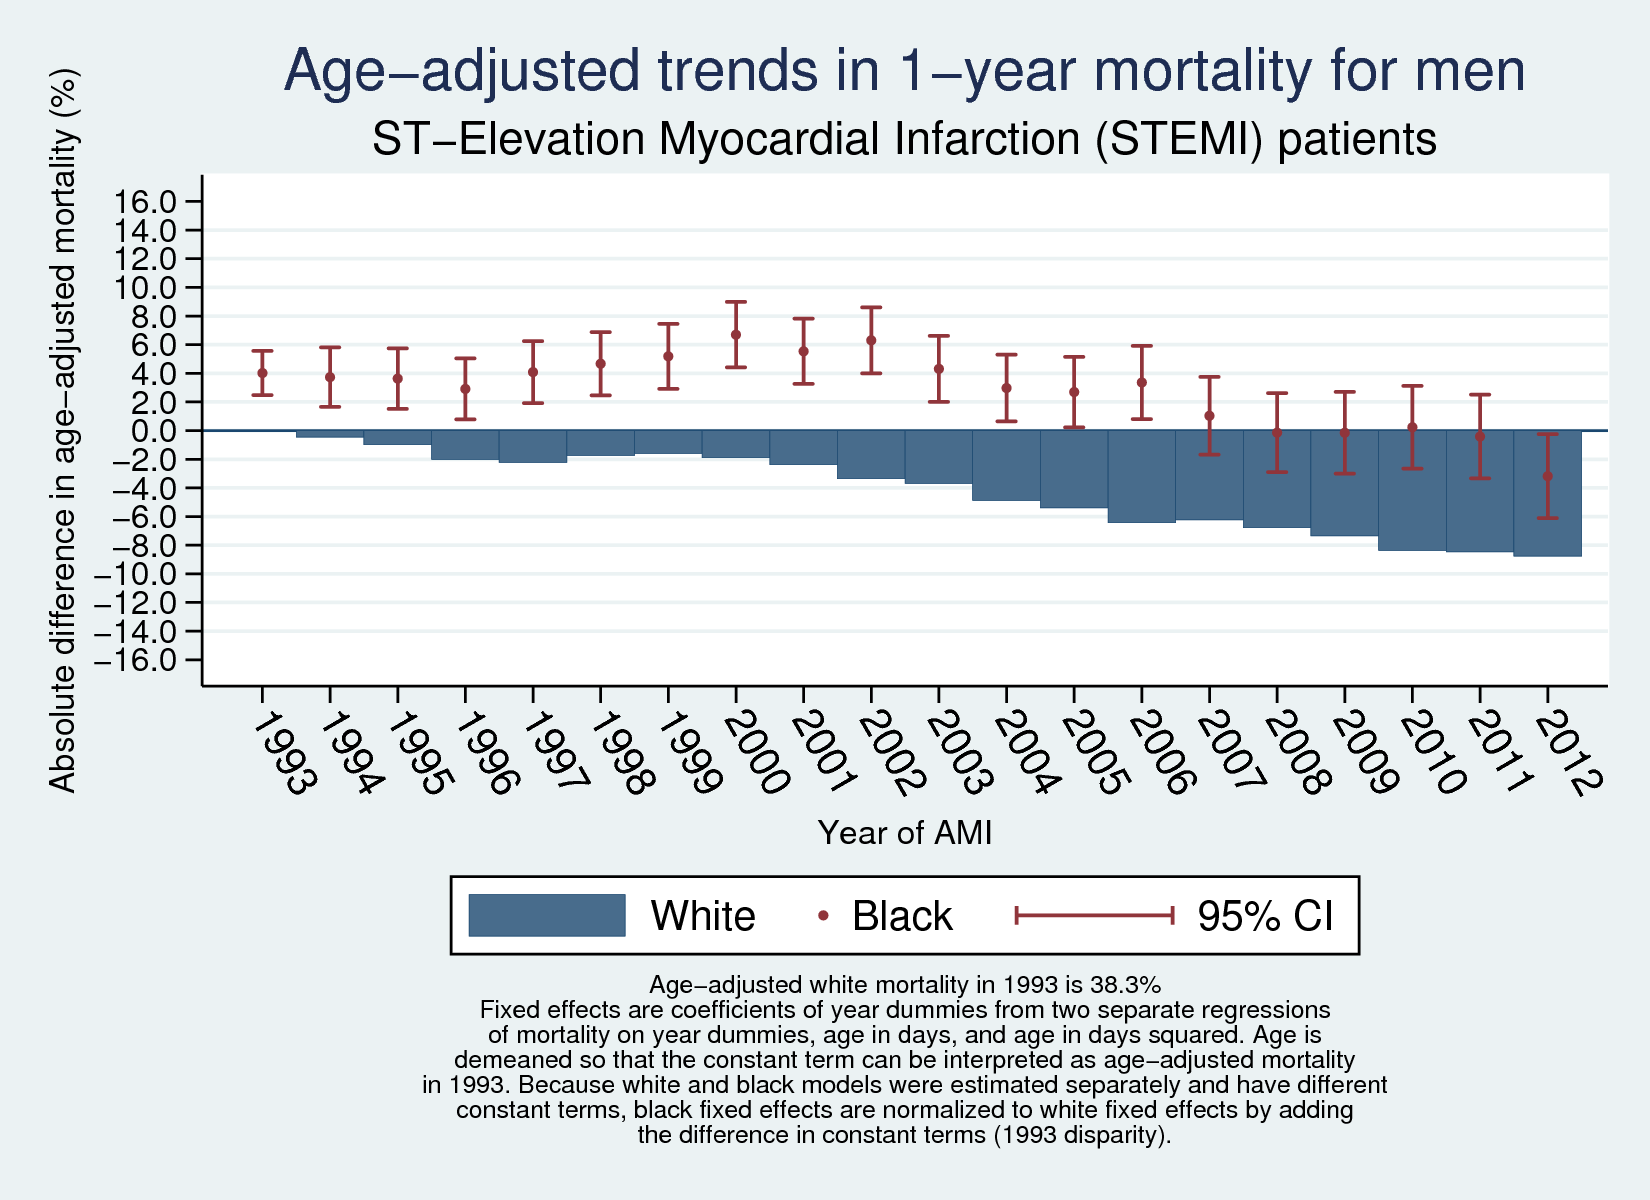 Age–adjusted trends in 1–year mortality for men
ST–Elevation Myocardial Infarction (STEMI) patients
Absolute difference in age–adjusted mortality (%)
16.0
14.0
12.0
10.0
8.0
6.0
4.0
2.0
0.0
–2.0
–4.0
–6.0
–8.0
–10.0
–12.0
–14.0
–16.0
1993 1994 1995 1996 1997 1998 1999 2000 2001 2002 2003 2004 2005 2006 2007 2008 2009 2010 2011 2012
Year of AMI
White Black 95% CI
Age–adjusted white mortality in 1993 is 38.3%
Fixed effects are coefficients of year dummies from two separate regressions
of mortality on year dummies, age in days, and age in days squared. Age is
demeaned so that the constant term can be interpreted as age–adjusted mortality
in 1993. Because white and black models were estimated separately and have different
constant terms, black fixed effects are normalized to white fixed effects by adding
the difference in constant terms (1993 disparity).